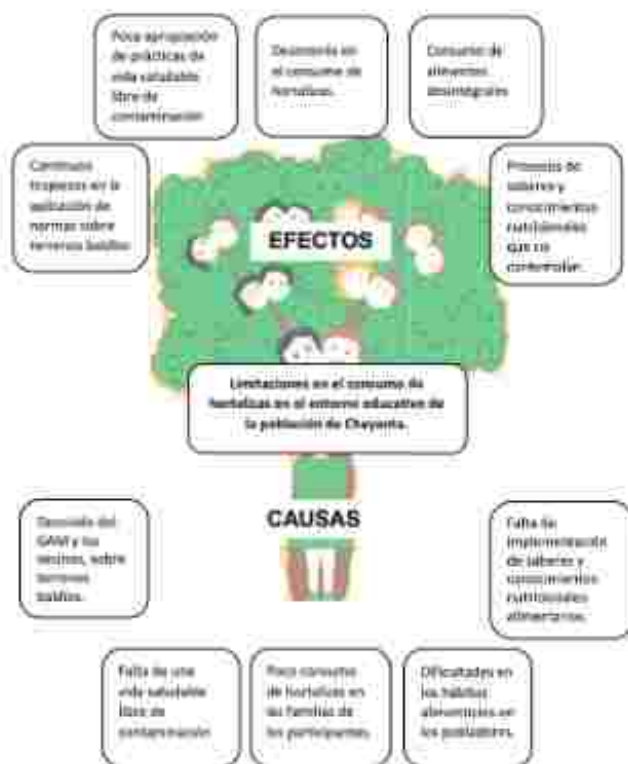 Poca apropiación
de prácticas de
vida saludable
libre de
contaminación
Desinterés en
el consumo de
hortalizas.
Consumo de
alimentos
desintegrales
Continuos
tropiezos en la
aplicación de
normas sobre
terrenos baldíos
Procesos de
saberes y
conocimientos
nutricionales
que no
EFECTOS
Limitaciones en el consumo de
hortalizas en el entorno educativo de
la población de Chayanta.
CAUSAS
Descuido del
GAM y los
vecinos, sobre
terrenos
baldíos.
Falta de
implementación
de saberes y
conocimientos
nutricionales
alimentarios.
Falta de una
vida saludable
libre de
contaminación
Poco consumo
de hortalizas en
las familias de
los participantes.
Dificultades en
los hábitos
alimenticios en
los pobladores.